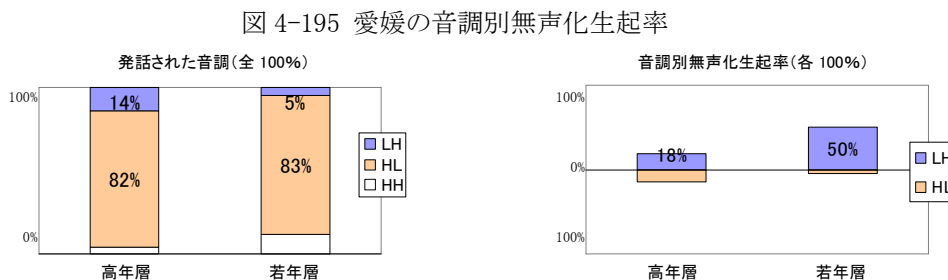 図 4-195 愛媛の音調別無声化生起率
発話された音調(全 100%)
100%
14%
5%
82%
83%
0%
LH
HL
HH
高年層
若年層
音調別無声化生起率(各 100%)
100%
18%
50%
0%
100%
LH
HL
高年層
若年層